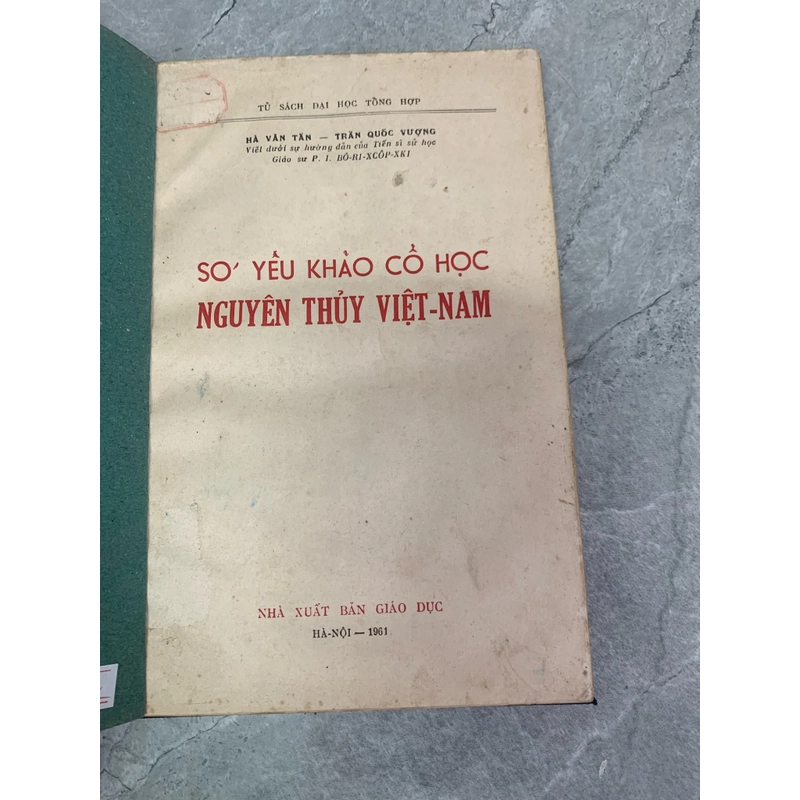 TỦ SÁCH ĐẠI HỌC TỔNG HỢP
HÀ VĂN TẤN — TRẦN QUỐC VƯỢNG
Viết dưới sự hướng dẫn của Tiến sĩ sử học
Giáo sư P. I. BÔ-RI-XCỐP-XKI
SƠ YẾU KHẢO CỔ HỌC
NGUYÊN THỦY VIỆT-NAM
NHÀ XUẤT BẢN GIÁO DỤC
HÀ-NỘI — 1961